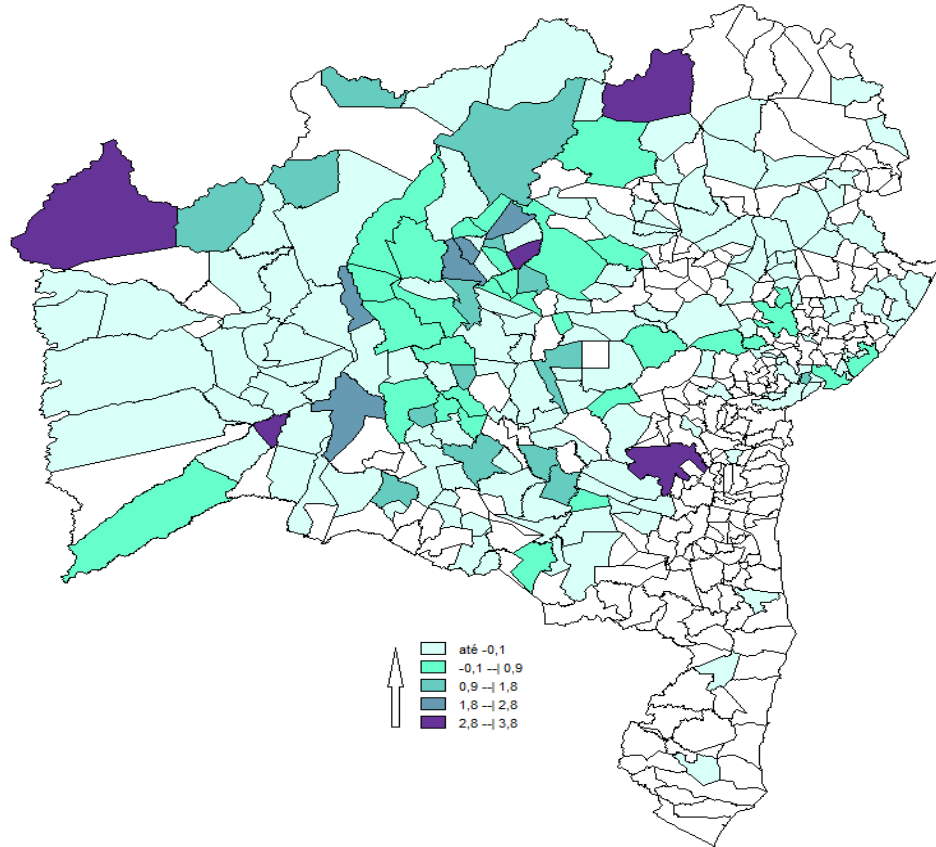 até -0,1
-0,1 --| 0,9
0,9 --| 1,8
1,8 --| 2,8
2,8 --| 3,8